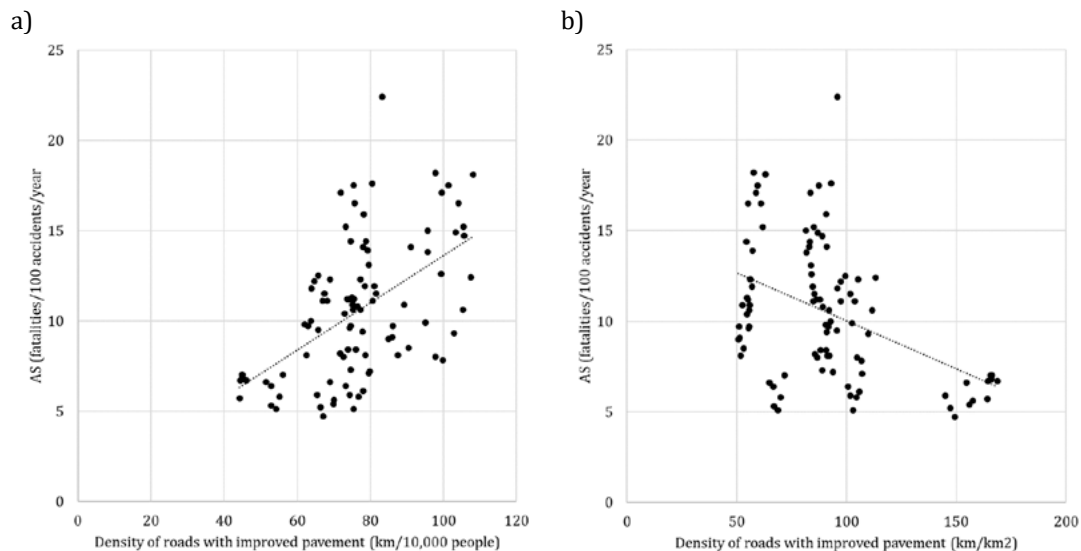 a)
25
20
15
10
5
0
AS (fatalities/100 accidents/year
0 20 40 60 80 100 120
Density of roads with improved pavement (km/10,000 people)
b)
25
20
15
10
5
0
AS (fatalities/100 accidents/year
0 50 100 150 200
Density of roads with improved pavement (km/km2)